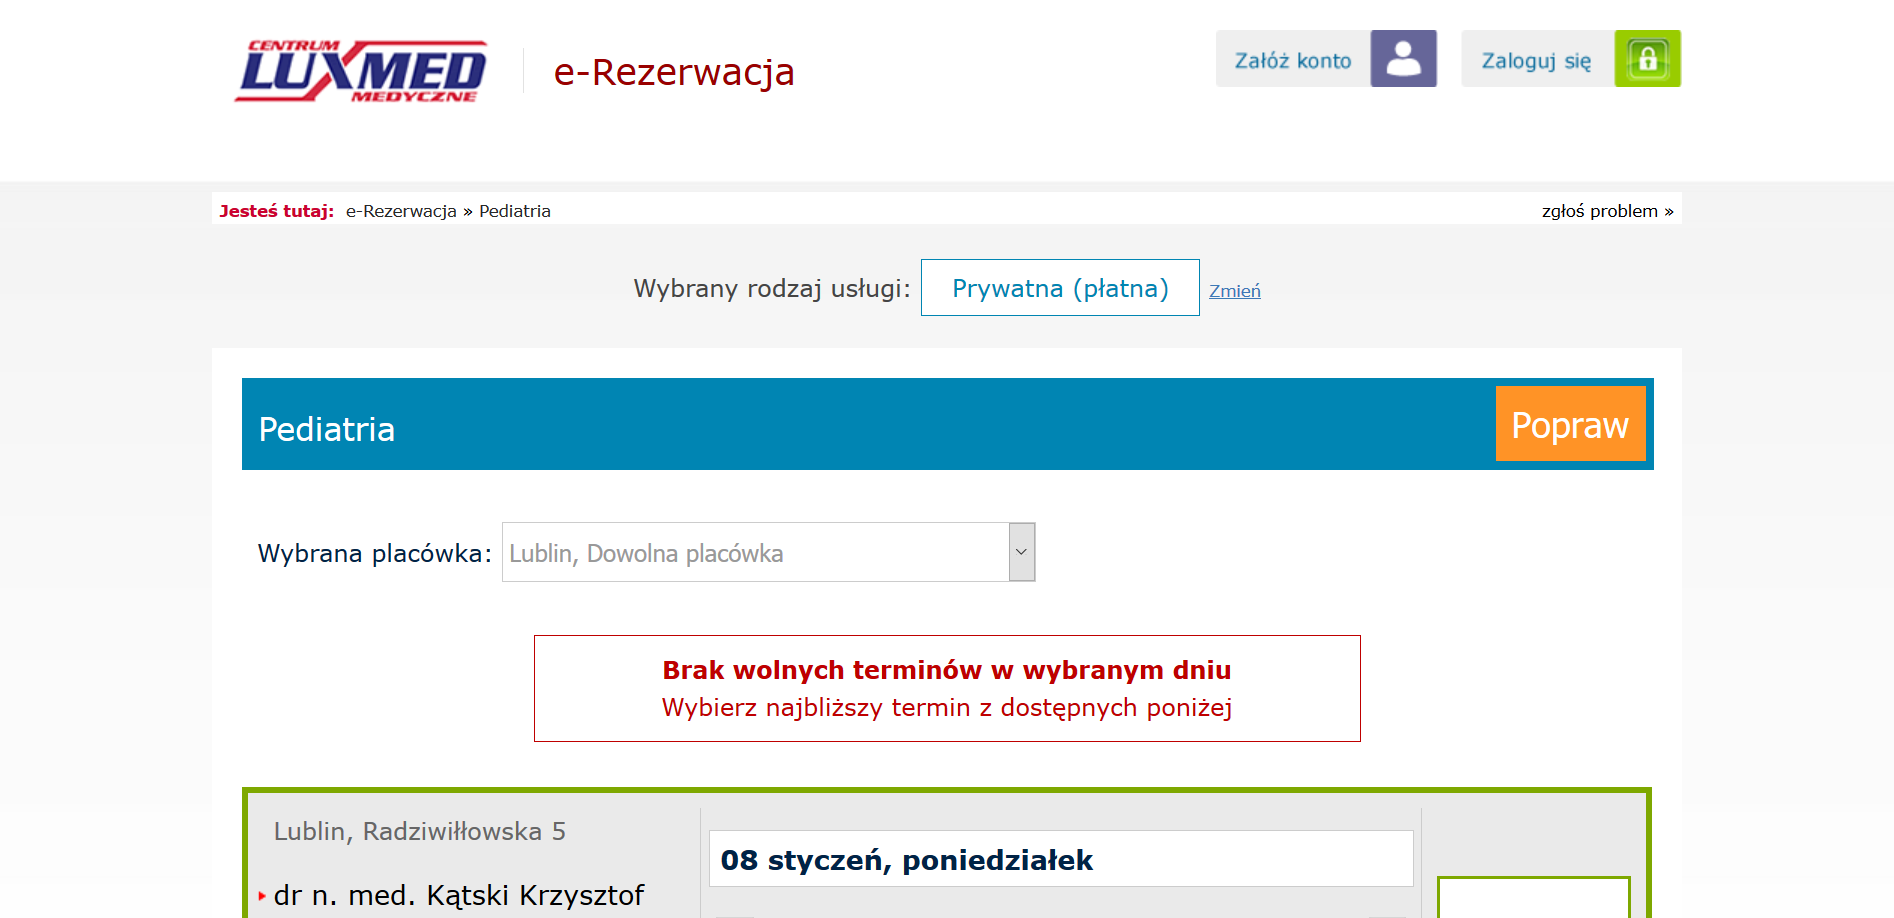 CENTRUM
LUXMED
MEDYCZNE
e-Rezerwacja
Załóż konto
Zaloguj się
Jesteś tutaj: e-Rezerwacja » Pediatria
zgłoś problem »
Wybrany rodzaj usługi: Prywatna (płatna) Zmień
Pediatria
Popraw
Wybrana placówka: Lublin, Dowolna placówka
Brak wolnych terminów w wybranym dniu
Wybierz najbliższy termin z dostępnych poniżej
Lublin, Radziwiłłowska 5
08 styczeń, poniedziałek
dr n. med. Kątski Krzysztof